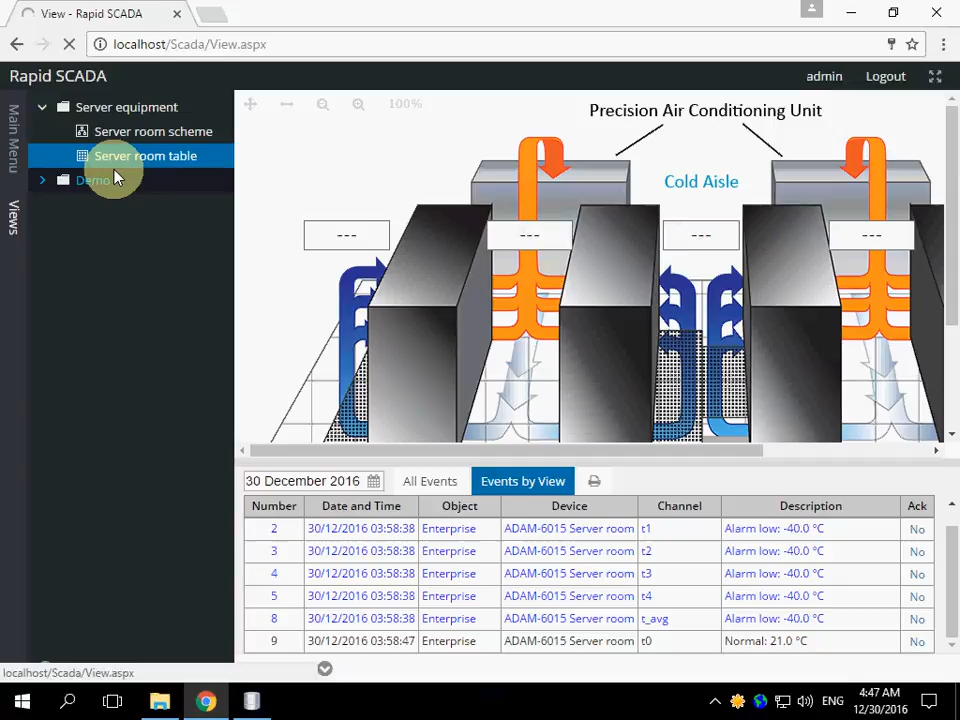 View - Rapid SCADA
localhost/Scada/View.aspx
Rapid SCADA
admin
Logout
Main Menu
Views
Server equipment
Server room scheme
Server room table
Demo
100%
Precision Air Conditioning Unit
Cold Aisle
--- --- --- ---
30 December 2016 All Events Events by View
Number Date and Time Object Device Channel Description Ack
2 30/12/2016 03:58:38 Enterprise ADAM-6015 Server room t1 Alarm low: -40.0 °C No
3 30/12/2016 03:58:38 Enterprise ADAM-6015 Server room t2 Alarm low: -40.0 °C No
4 30/12/2016 03:58:38 Enterprise ADAM-6015 Server room t3 Alarm low: -40.0 °C No
5 30/12/2016 03:58:38 Enterprise ADAM-6015 Server room t4 Alarm low: -40.0 °C No
8 30/12/2016 03:58:38 Enterprise ADAM-6015 Server room t_avg Alarm low: -40.0 °C No
9 30/12/2016 03:58:47 Enterprise ADAM-6015 Server room t0 Normal: 21.0 °C No
localhost/Scada/View.aspx
ENG
4:47 AM
12/30/2016